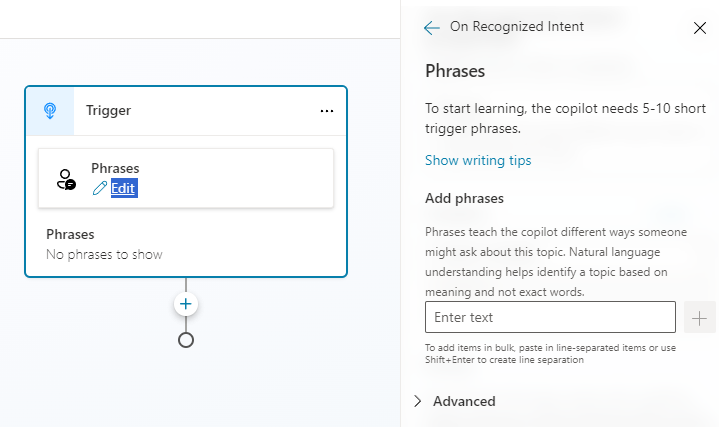 Trigger
...
Phrases
Edit
Phrases
No phrases to show
On Recognized Intent
Phrases
To start learning, the copilot needs 5-10 short
trigger phrases.
Show writing tips
Add phrases
Phrases teach the copilot different ways someone
might ask about this topic. Natural language
understanding helps identify a topic based on
meaning and not exact words.
Enter text
To add items in bulk, paste in line-separated items or use
Shift+Enter to create line separation
Advanced